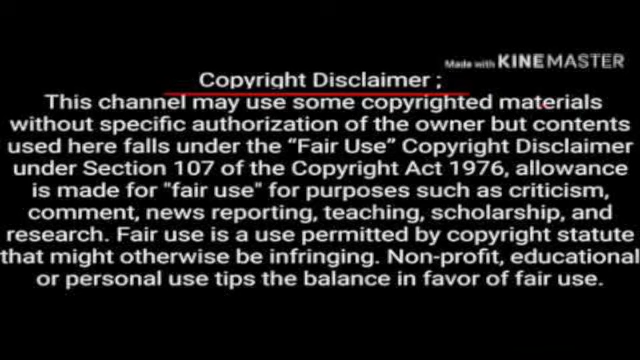 Made with KINEMASTER
Copyright Disclaimer ;
This channel may use some copyrighted materials
without specific authorization of the owner but contents
used here falls under the “Fair Use” Copyright Disclaimer
under Section 107 of the Copyright Act 1976, allowance
is made for "fair use" for purposes such as criticism,
comment, news reporting, teaching, scholarship, and
research. Fair use is a use permitted by copyright statute
that might otherwise be infringing. Non-profit, educational
or personal use tips the balance in favor of fair use.